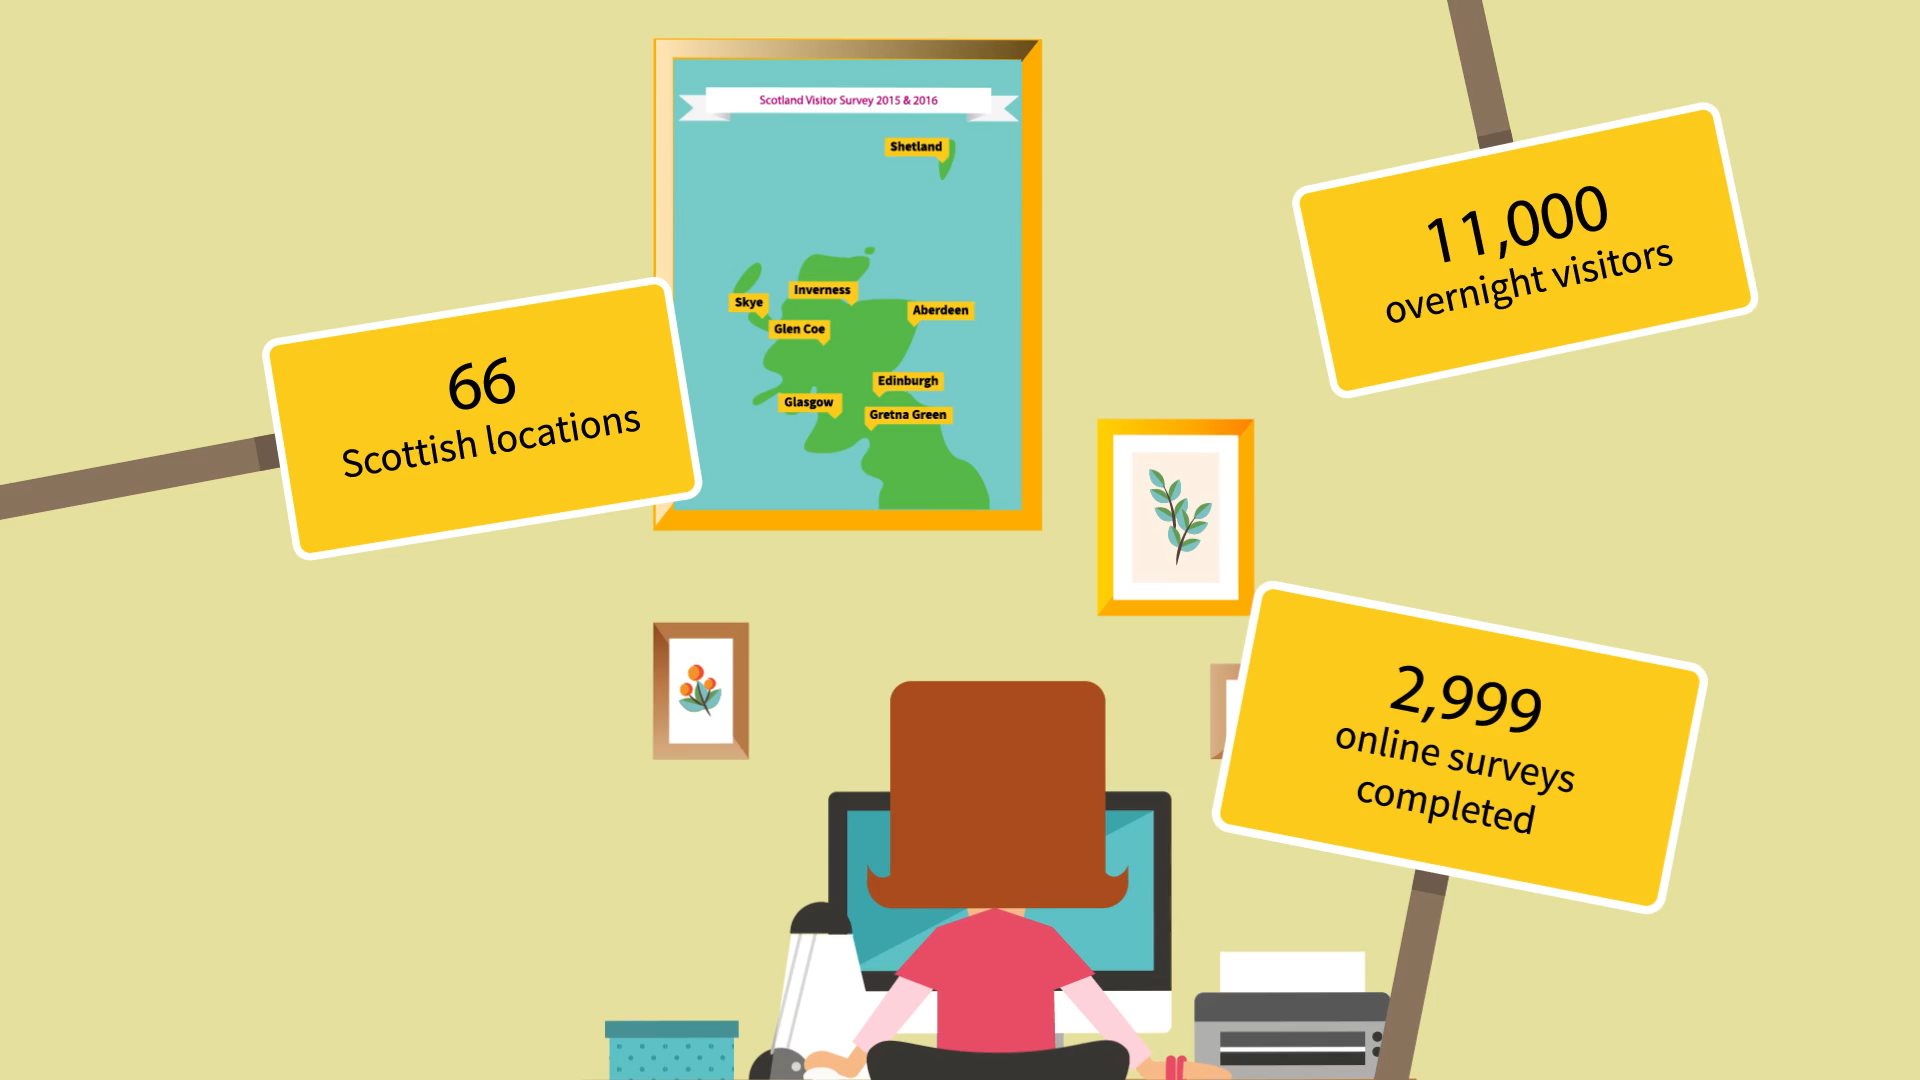 Scotland Visitor Survey 2015 & 2016
Shetland
Inverness
Skye
Aberdeen
Glen Coe
Edinburgh
Glasgow
Gretna Green
66
Scottish locations
11,000
overnight visitors
2,999
online surveys
completed